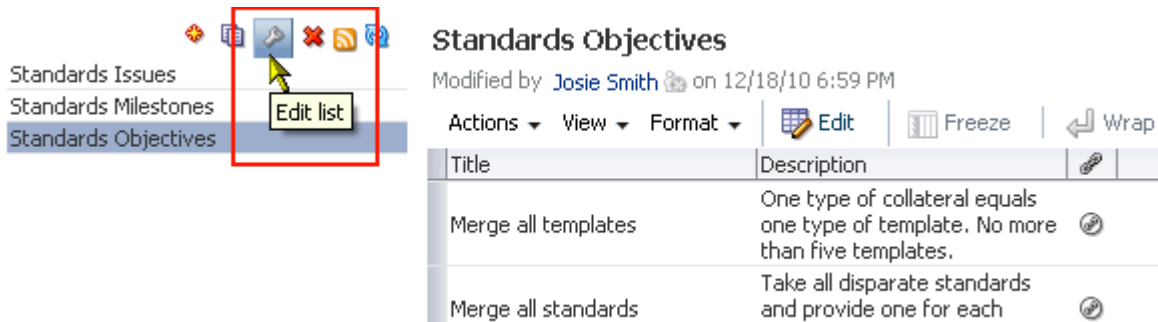 Standards Issues
Standards Milestones
Standards Objectives
Edit list
Standards Objectives
Modified by Josie Smith on 12/18/10 6:59 PM
Actions View Format Edit Freeze Wrap
Title Description
Merge all templates
One type of collateral equals
one type of template. No more
than five templates.
Merge all standards
Take all disparate standards
and provide one for each